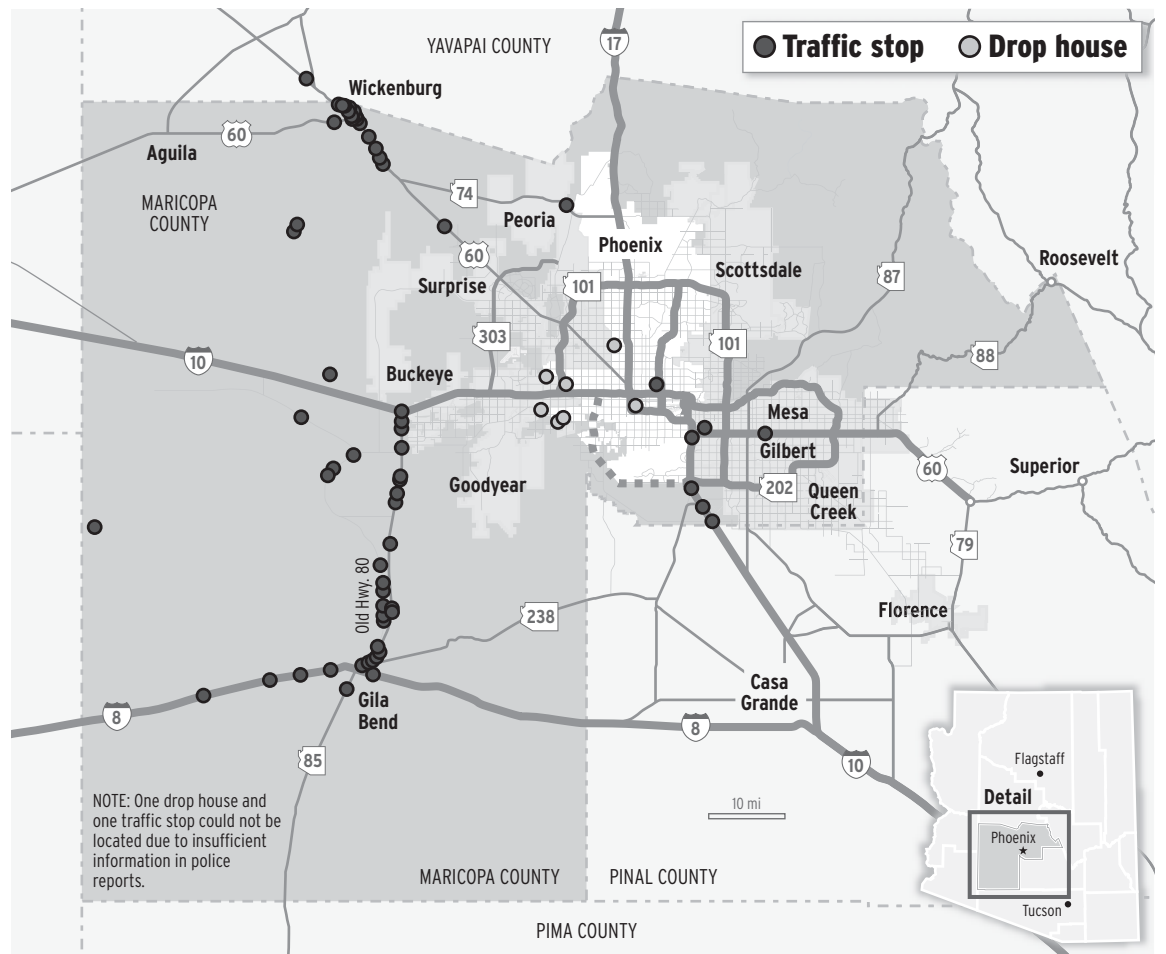 YAVAPAI COUNTY
17
Traffic stop
Drop house
Wickenburg
60
Aguila
MARICOPA
COUNTY
74
Peoria
Phoenix
60
Scottsdale
Roosevelt
Surprise
101
87
303
101
10
88
Buckeye
Mesa
Gilbert
60
Superior
Goodyear
202
Queen
Creek
79
Old Hwy. 80
238
Florence
Casa
Grande
Gila
Bend
8
8
85
10
Flagstaff
Detail
Phoenix
Tucson
10 mi
NOTE: One drop house and
one traffic stop could not be
located due to insufficient
information in police
reports.
MARICOPA COUNTY
PINAL COUNTY
PIMA COUNTY